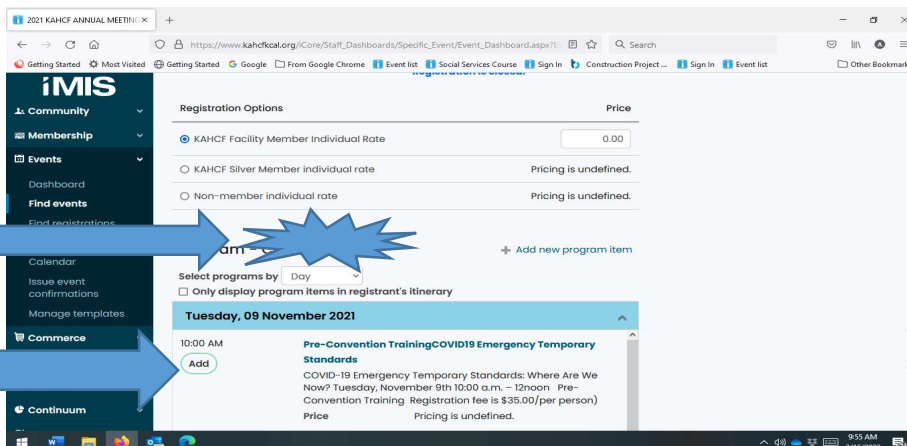 2021 KAHCF ANNUAL MEETING
https://www.kahcfkcal.org/iCore/Staff_Dashboards/Specific_Event/Event_Dashboard.aspx?E
Search
Getting Started Most Visited Getting Started Google From Google Chrome Event list Social Services Course Sign In Construction Project ... Sign In Event list Other Bookmark
iMIS
Registration is closed.
Community
Membership
Events
Dashboard
Find events
Find registrations
Calendar
Issue event
confirmations
Manage templates
Commerce
Continuum
Registration Options Price
KAHCF Facility Member Individual Rate 0.00
KAHCF Silver Member individual rate Pricing is undefined.
Non-member individual rate Pricing is undefined.
Add new program item
Select programs by Day
Only display program items in registrant's itinerary
Tuesday, 09 November 2021
10:00 AM Pre-Convention TrainingCOVID19 Emergency Temporary
Standards
Add
COVID-19 Emergency Temporary Standards: Where Are We
Now? Tuesday, November 9th 10:00 a.m. – 12noon Pre-
Convention Training Registration fee is $35.00/per person)
Price Pricing is undefined.
9:55 AM